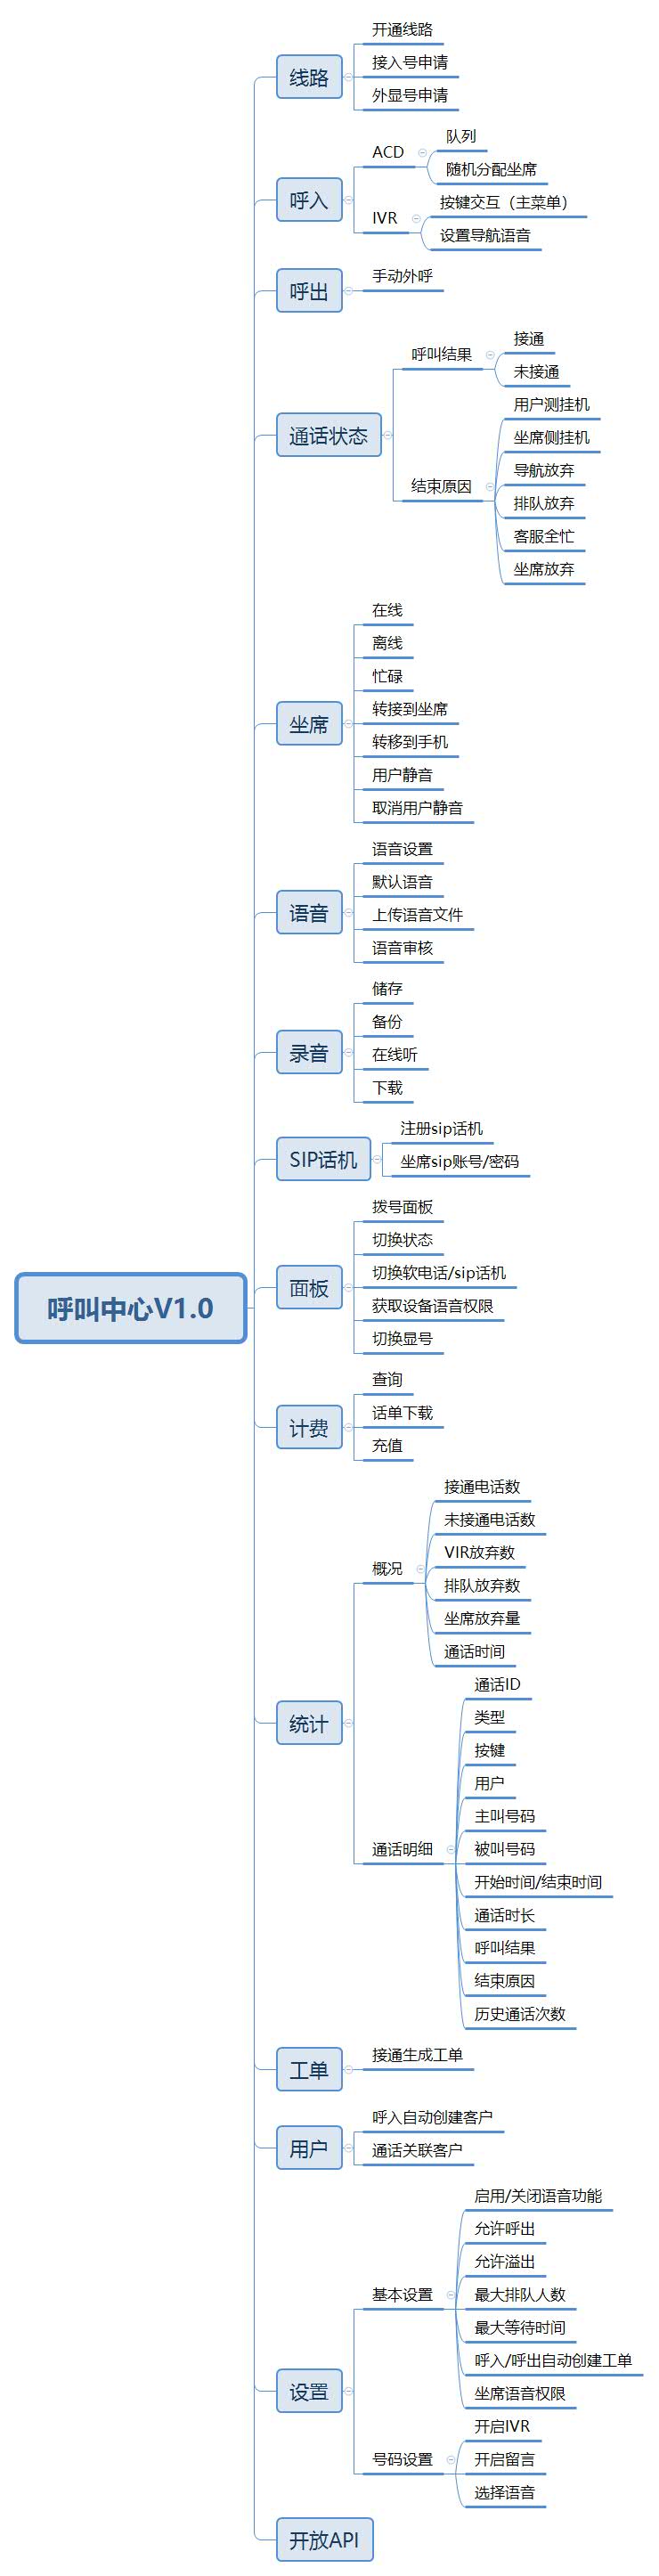 呼叫中心V1.0
线路
开通线路
接入号申请
外显号申请
呼入
ACD
队列
随机分配坐席
IVR
按键交互（主菜单）
设置导航语音
呼出
手动外呼
通话状态
呼叫结果
接通
未接通
结束原因
用户测挂机
坐席侧挂机
导航放弃
排队放弃
客服全忙
坐席放弃
坐席
在线
离线
忙碌
转接到坐席
转移到手机
用户静音
取消用户静音
语音
语音设置
默认语音
上传语音文件
语音审核
录音
储存
备份
在线听
下载
SIP话机
注册sip话机
坐席sip账号/密码
面板
拨号面板
切换状态
切换软电话/sip话机
获取设备语音权限
切换显号
计费
查询
话单下载
充值
统计
概况
接通电话数
未接通电话数
VIR放弃数
排队放弃数
坐席放弃量
通话时间
通话明细
通话ID
类型
按键
用户
主叫号码
被叫号码
开始时间/结束时间
通话时长
呼叫结果
结束原因
历史通话次数
工单
接通生成工单
用户
呼入自动创建客户
通话关联客户
设置
基本设置
启用/关闭语音功能
允许呼出
允许溢出
最大排队人数
最大等待时间
呼入/呼出自动创建工单
坐席语音权限
号码设置
开启IVR
开启留言
选择语音
开放API